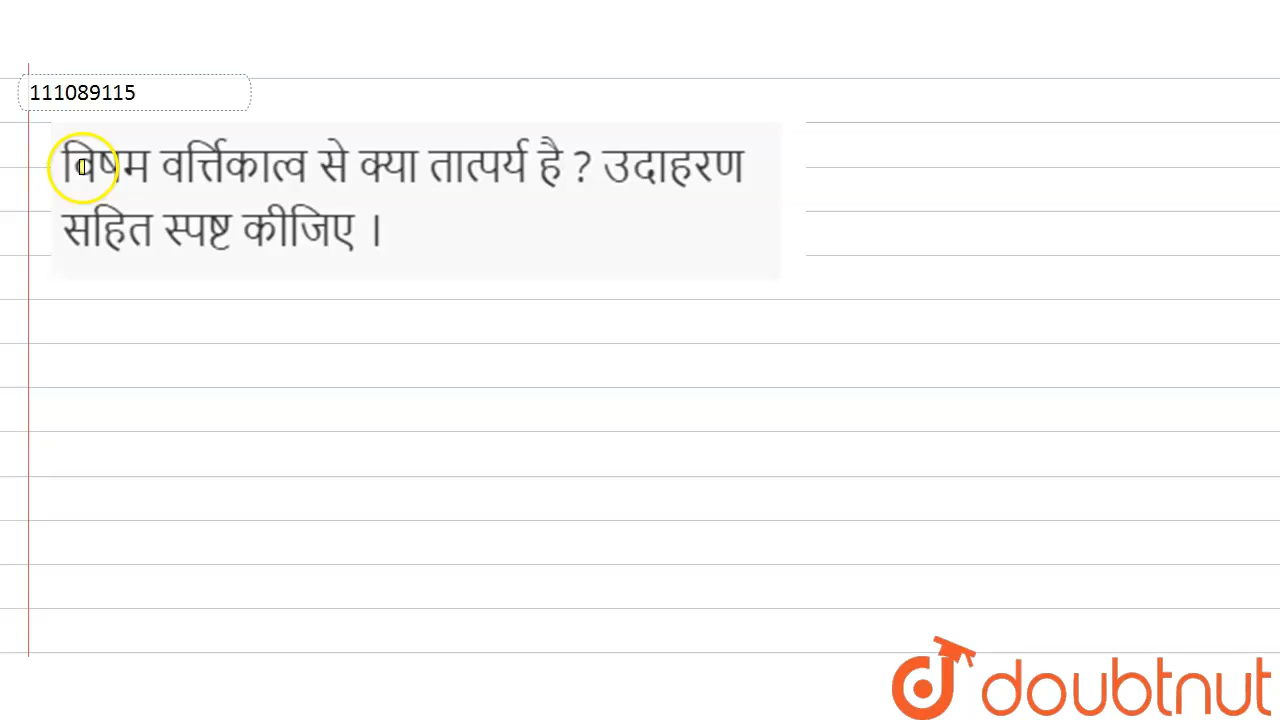 111089115
विषम वर्त्तिकात्व से क्या तात्पर्य है ? उदाहरण
सहित स्पष्ट कीजिए ।
doubtnut